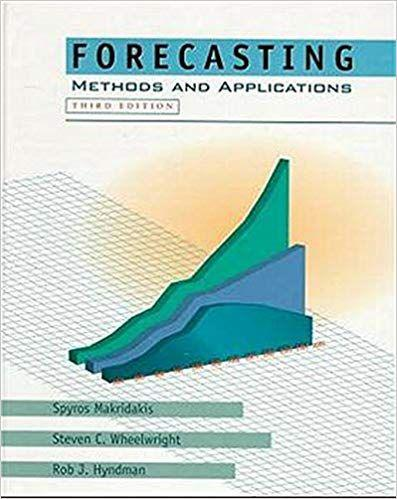 FORECASTING
METHODS AND APPLICATIONS
THIRD EDITION
Spyros Makridakis
Steven C. Wheelwright
Rob J. Hyndman